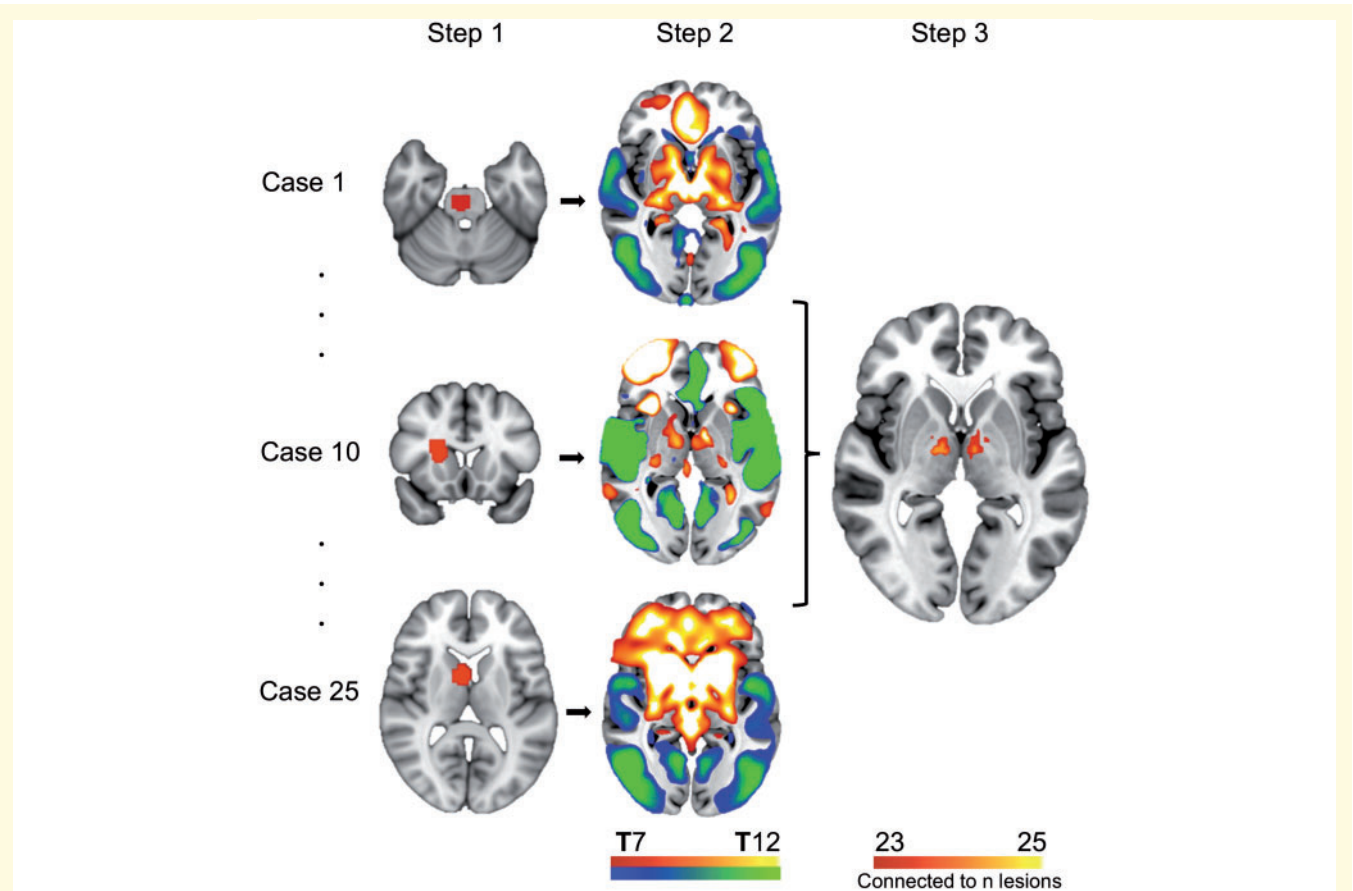 Step 1 Step 2 Step 3
Case 1
Case 10
Case 25
T7 T12
23 25
Connected to n lesions